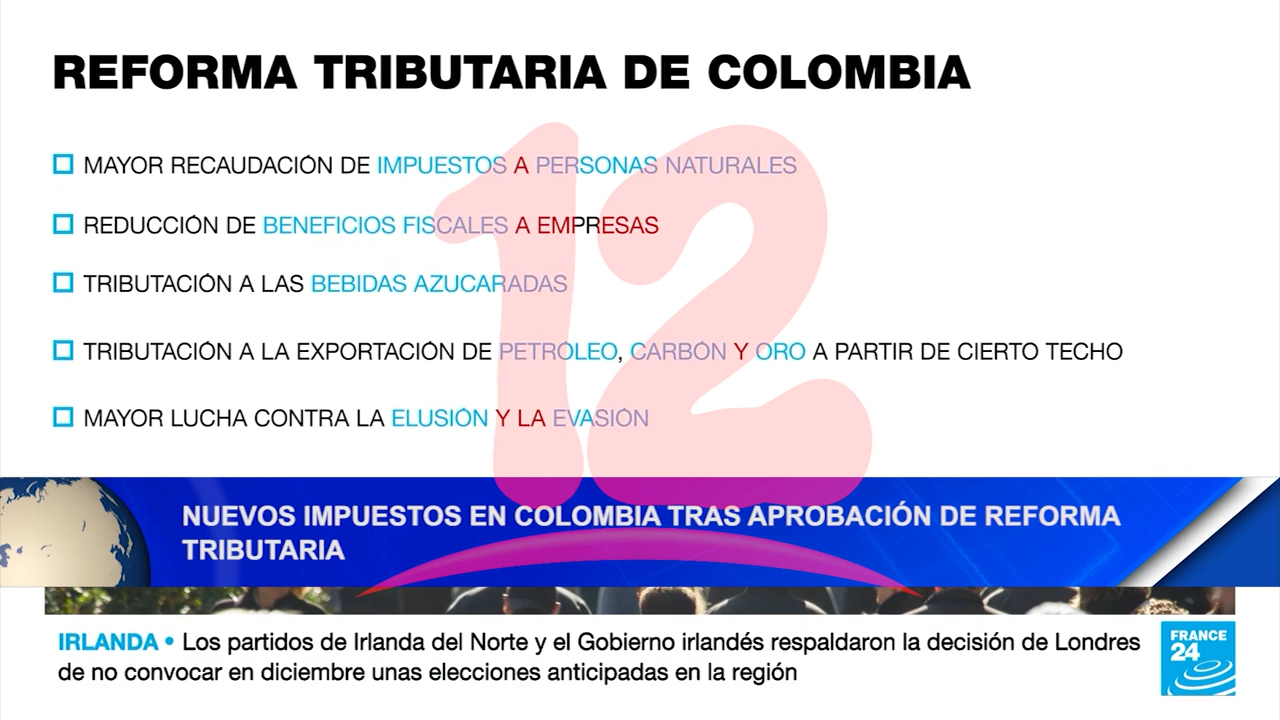 REFORMA TRIBUTARIA DE COLOMBIA
MAYOR RECAUDACIÓN DE IMPUESTOS A PERSONAS NATURALES
REDUCCIÓN DE BENEFICIOS FISCALES A EMPRESAS
TRIBUTACIÓN A LAS BEBIDAS AZUCARADAS
TRIBUTACIÓN A LA EXPORTACIÓN DE PETRÓLEO, CARBÓN Y ORO A PARTIR DE CIERTO TECHO
MAYOR LUCHA CONTRA LA ELUSIÓN Y LA EVASIÓN
12
NUEVOS IMPUESTOS EN COLOMBIA TRAS APROBACIÓN DE REFORMA
TRIBUTARIA
IRLANDA • Los partidos de Irlanda del Norte y el Gobierno irlandés respaldaron la decisión de Londres
de no convocar en diciembre unas elecciones anticipadas en la región
FRANCE
24